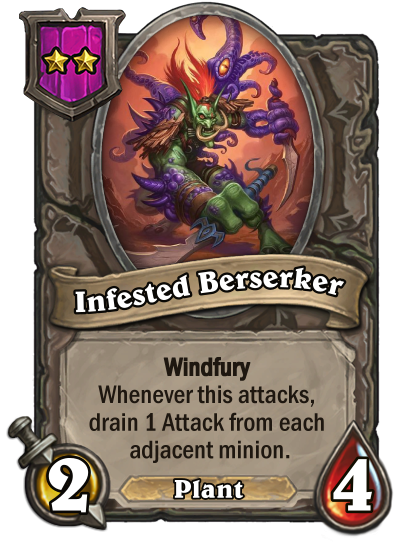 Infested Berserker
Windfury
Whenever this attacks,
drain 1 Attack from each
adjacent minion.
2
Plant
4